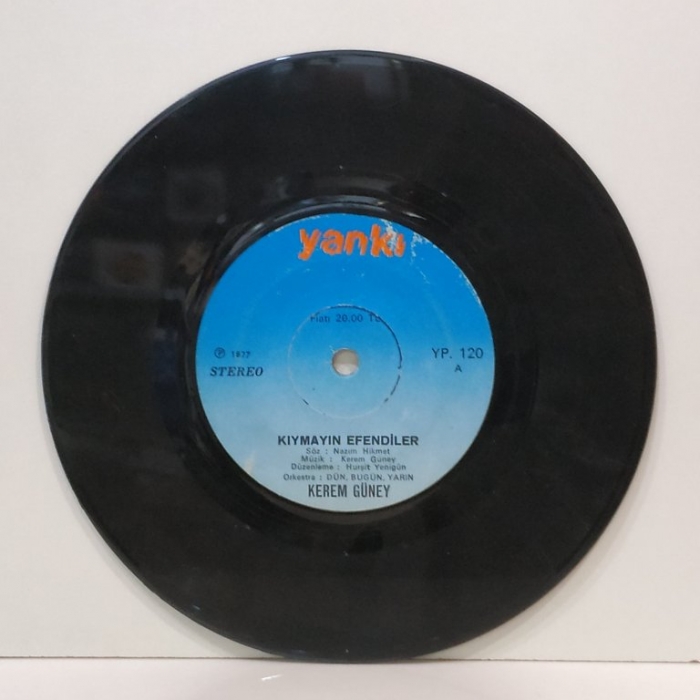 yankı
Fiatı 20.00 TL
℗ 1977
STEREO
YP. 120
A
KIYMAYIN EFENDİLER
Söz : Nazım Hikmet
Müzik : Kerem Güney
Düzenleme : Hurşit Yenigün
Orkestra : DÜN, BUGÜN, YARIN
KEREM GÜNEY